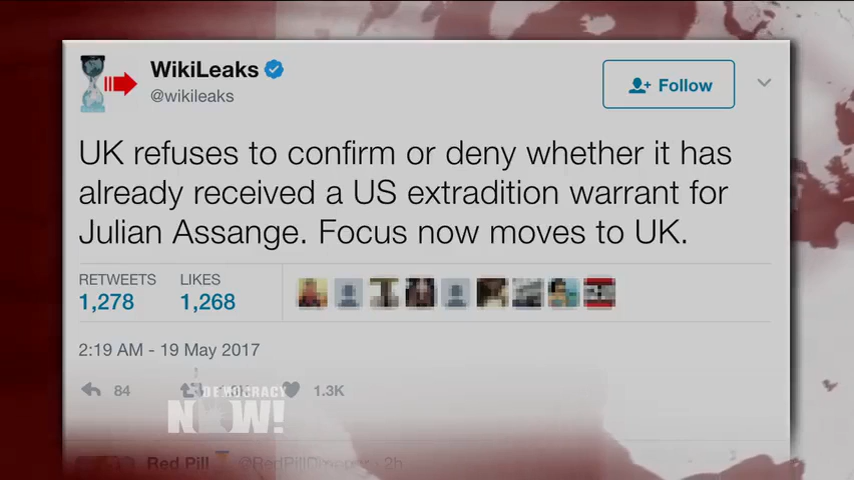 WikiLeaks
@wikileaks
Follow
UK refuses to confirm or deny whether it has
already received a US extradition warrant for
Julian Assange. Focus now moves to UK.
RETWEETS LIKES
1,278 1,268
2:19 AM - 19 May 2017
84 1.3K
DEMOCRACY
NOW!
Red Pill